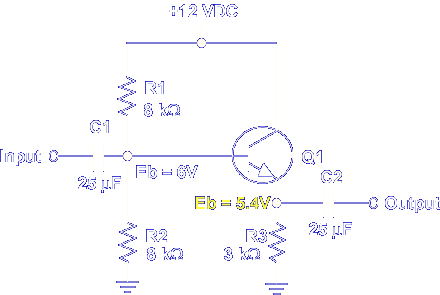 +12 VDC
R1
8 kΩ
C1
Input
Eb = 6V
Q1
25 µF
C2
Eb = 5.4V
Output
R2
8 kΩ
R3
3 kΩ
25 µF